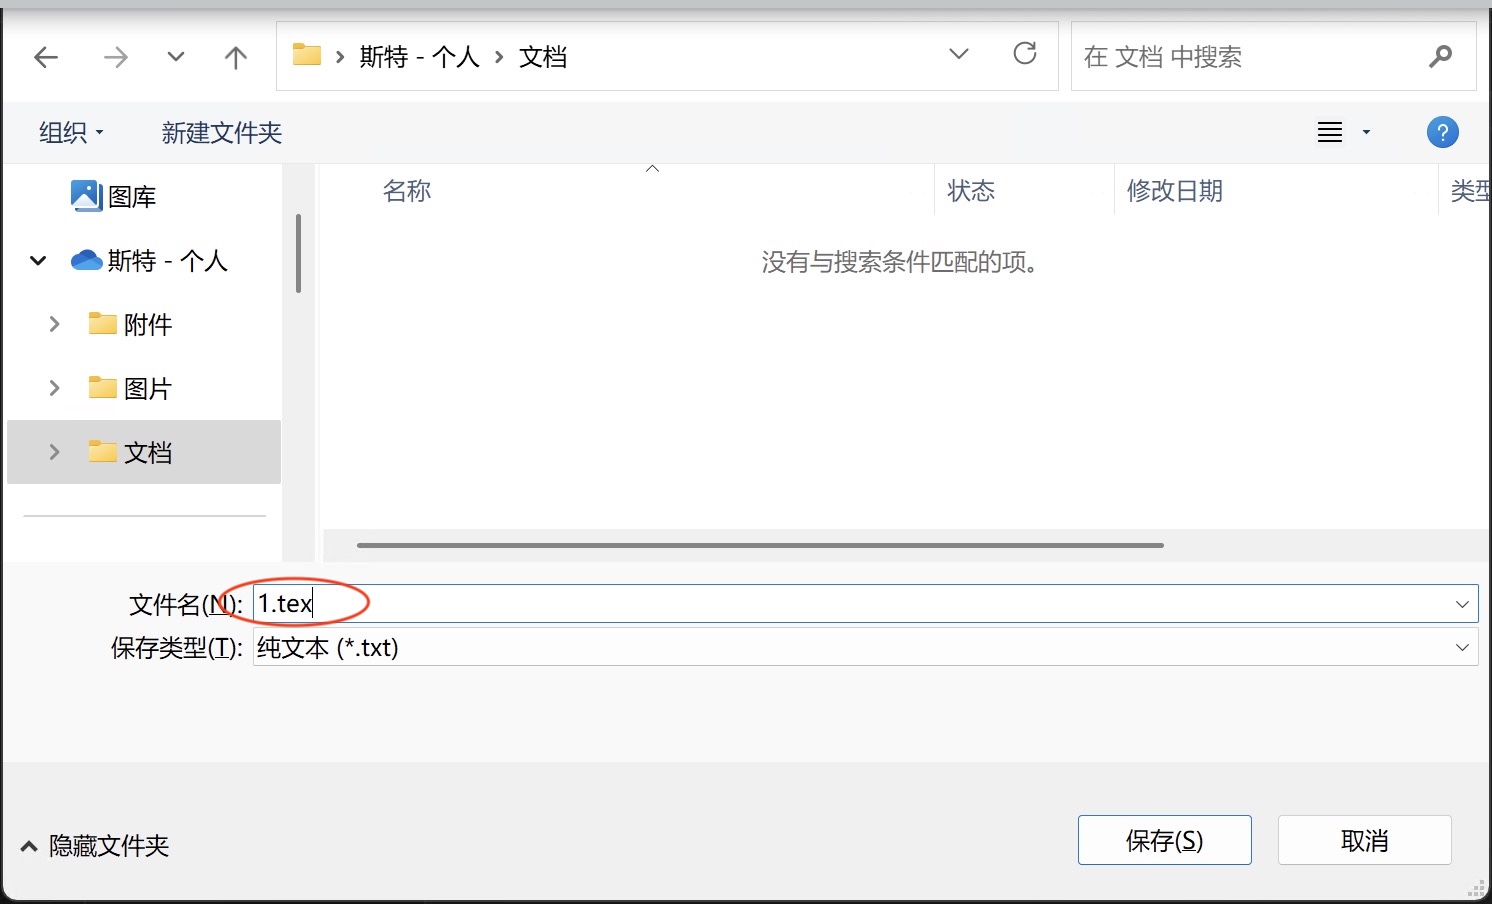 斯特 - 个人 文档
在 文档 中搜索
组织 新建文件夹
?
名称 状态 修改日期 类型
图库
没有与搜索条件匹配的项。
斯特 - 个人
附件
图片
文档
文件名(N): 1.tex
保存类型(T): 纯文本 (*.txt)
隐藏文件夹 保存(S) 取消